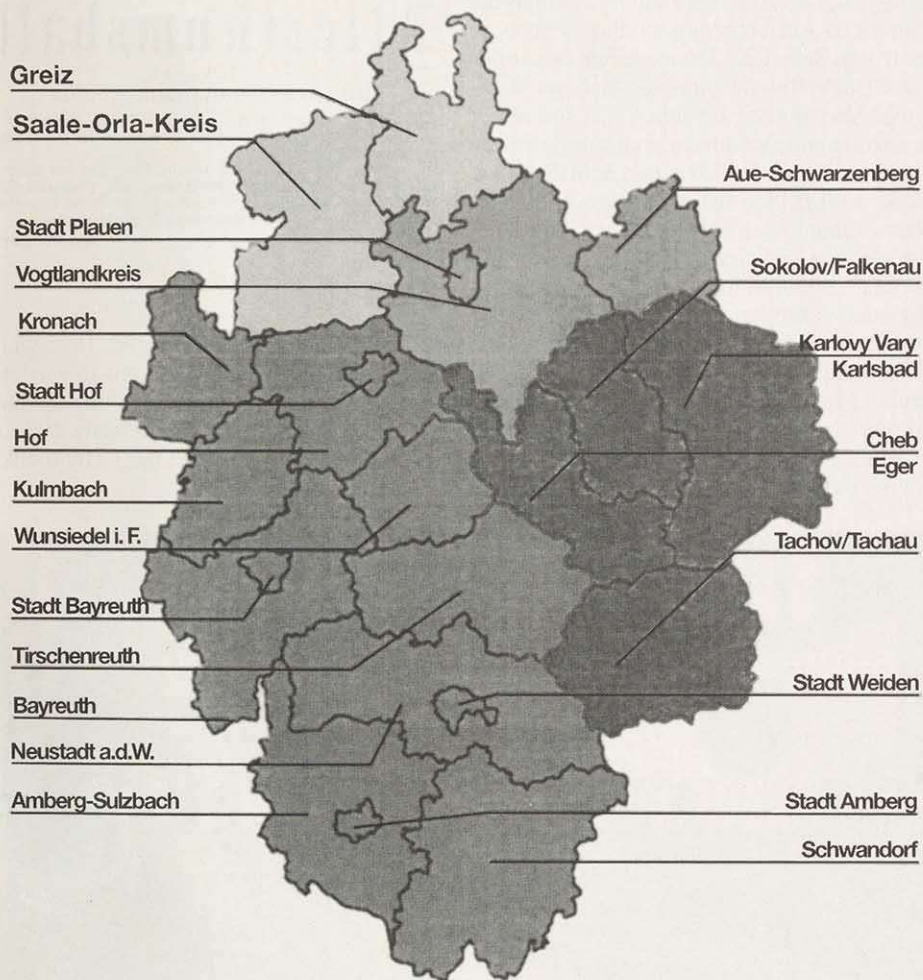 Greiz
Saale-Orla-Kreis
Aue-Schwarzenberg
Stadt Plauen
Sokolov/Falkenau
Vogtlandkreis
Kronach
Karlovy Vary
Karlsbad
Stadt Hof
Hof
Cheb
Eger
Kulmbach
Wunsiedel i. F.
Tachov/Tachau
Stadt Bayreuth
Tirschenreuth
Stadt Weiden
Bayreuth
Neustadt a.d.W.
Amberg-Sulzbach
Stadt Amberg
Schwandorf